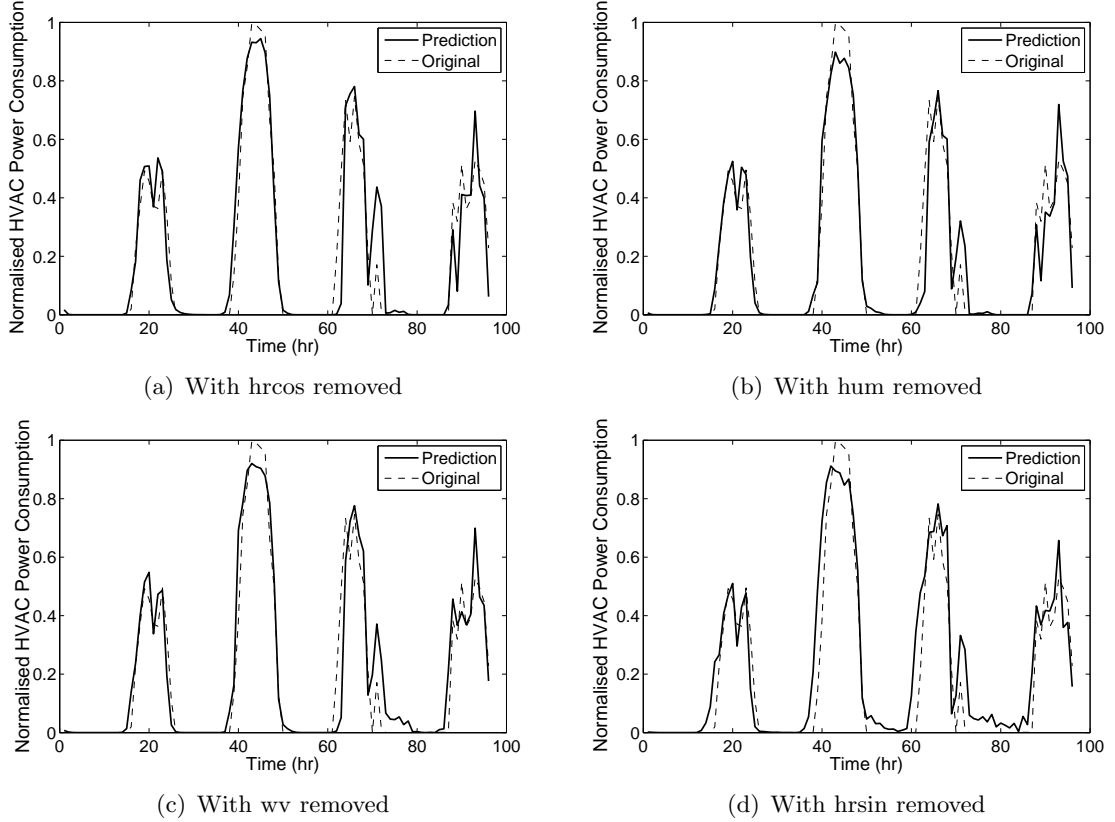 Normalised HVAC Power Consumption
1
0.8
0.6
0.4
0.2
0
0 20 40 60 80 100
Time (hr)
Prediction
Original
(a) With hrcos removed
Normalised HVAC Power Consumption
1
0.8
0.6
0.4
0.2
0
0 20 40 60 80 100
Time (hr)
Prediction
Original
(b) With hum removed
Normalised HVAC Power Consumption
1
0.8
0.6
0.4
0.2
0
0 20 40 60 80 100
Time (hr)
Prediction
Original
(c) With wv removed
Normalised HVAC Power Consumption
1
0.8
0.6
0.4
0.2
0
0 20 40 60 80 100
Time (hr)
Prediction
Original
(d) With hrsin removed